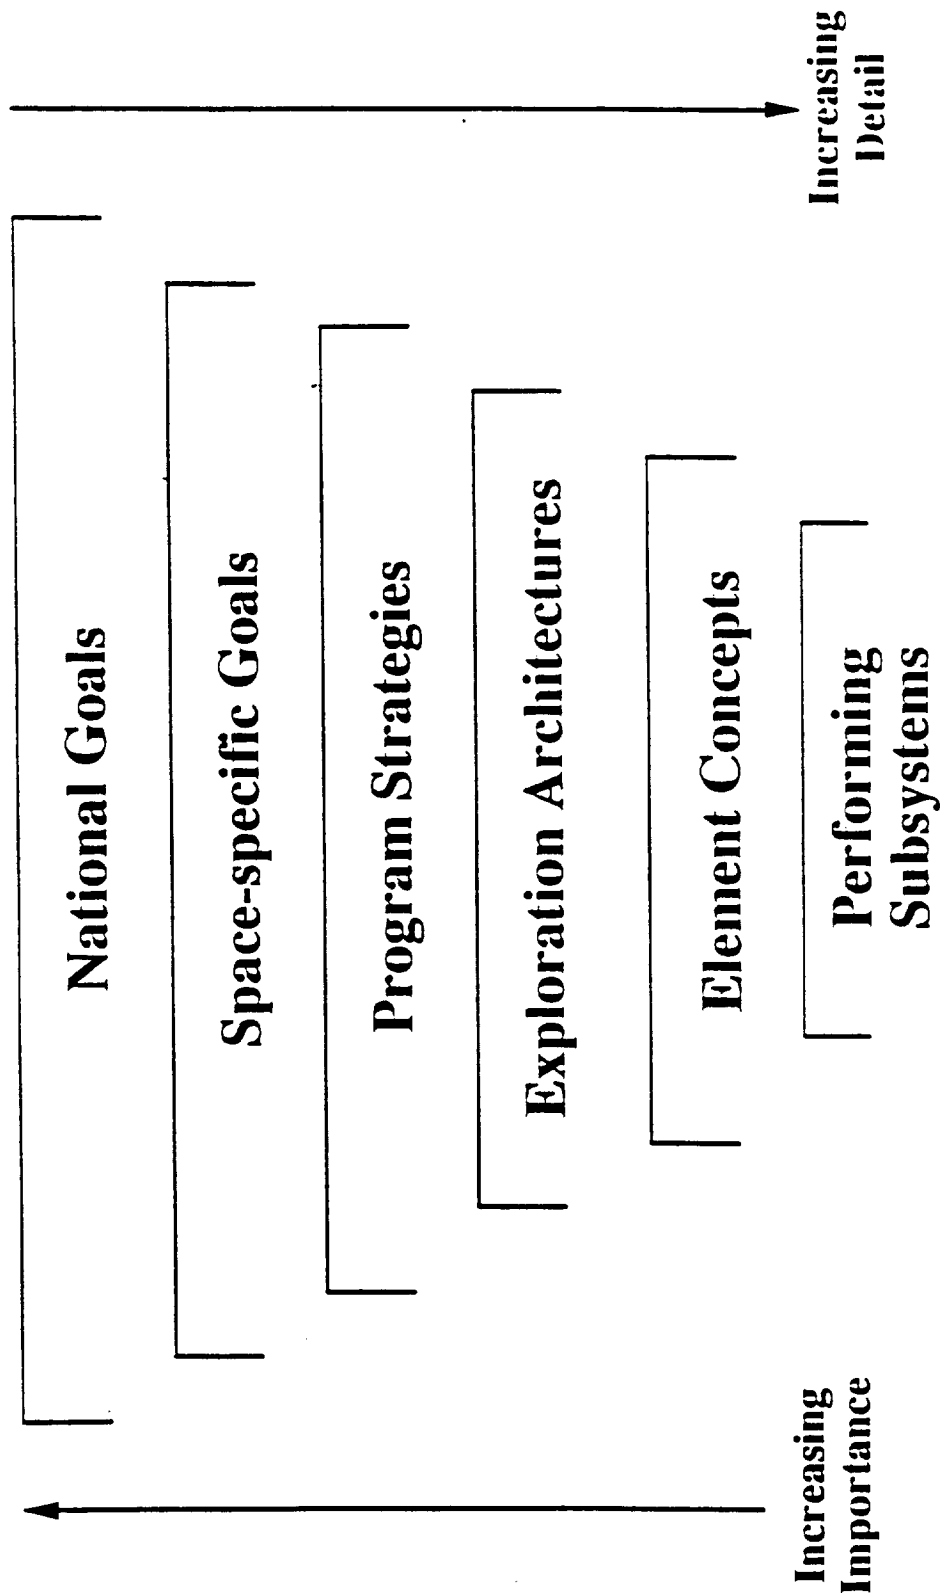 National Goals
Space-specific Goals
Program Strategies
Exploration Architectures
Element Concepts
Performing
Subsystems
Increasing
Importance
Increasing
Detail